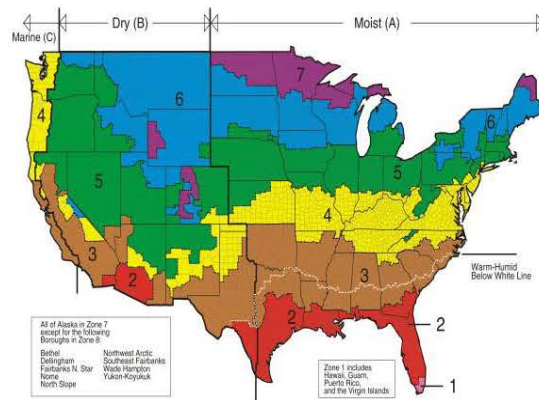 Marine (C)
Dry (B)
Moist (A)
7
6
6
4
5
5
4
3
3
2
2
2
1
Warm-Humid
Below White Line
All of Alaska in Zone 7
except for the following
Boroughs in Zone 8:
Bethel Northwest Arctic
Dellingham Southeast Fairbanks
Fairbanks N. Star Wade Hampton
Nome Yukon-Koyukuk
North Slope
Zone 1 includes
Hawaii, Guam,
Puerto Rico,
and the Virgin Islands